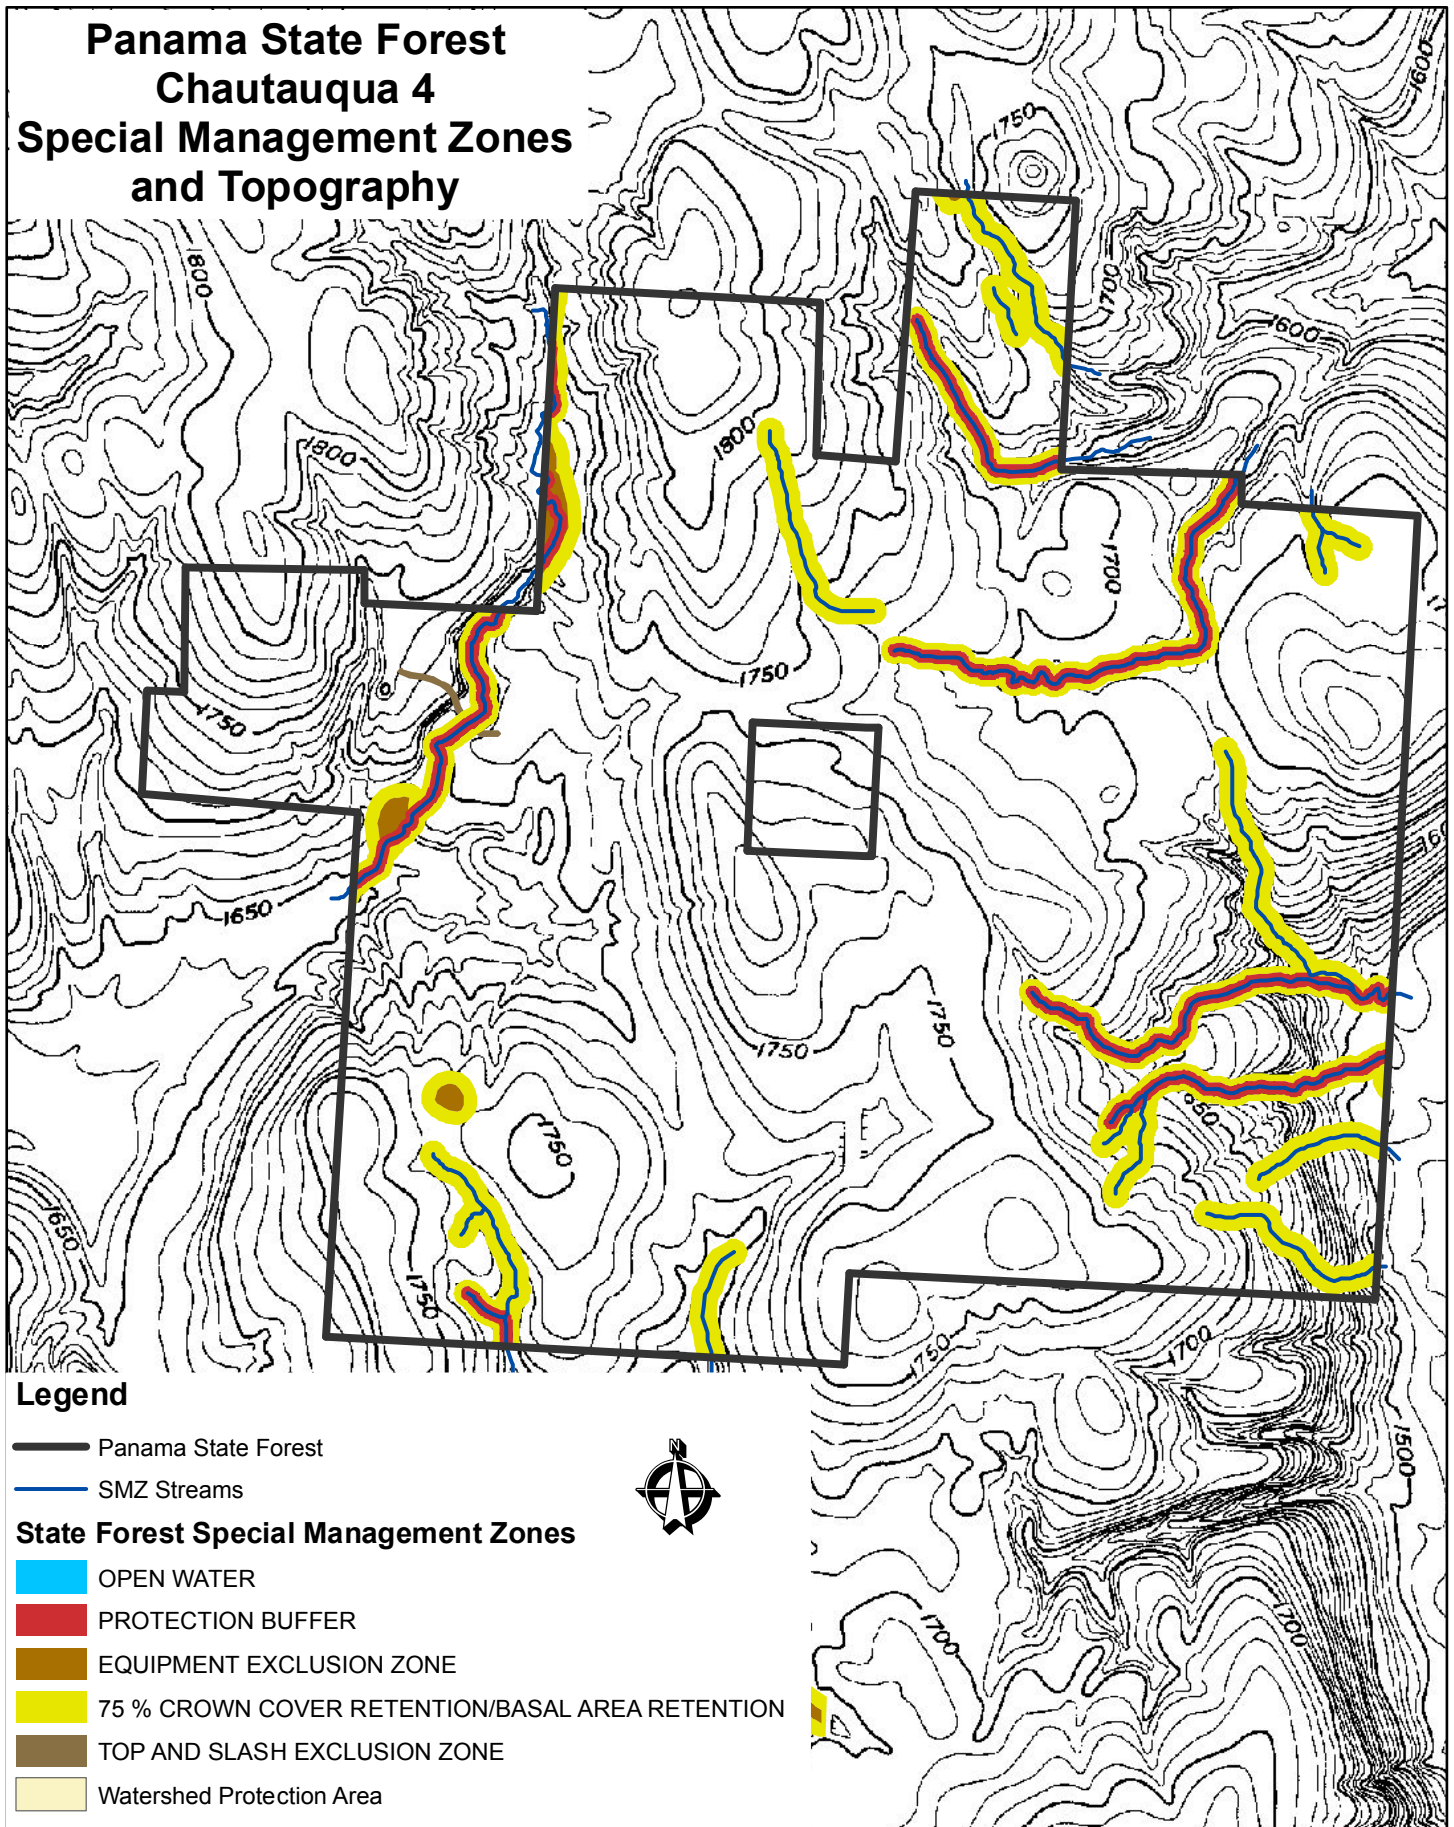 Panama State Forest
Chautauqua 4
Special Management Zones
and Topography
1600
1750
1800
1700
1600
1800
1800
1700
1750
1750
1650
1750
1750
1750
1650
1750
1750
1700
1500
1700
1700
Legend
Panama State Forest
N
SMZ Streams
State Forest Special Management Zones
OPEN WATER
PROTECTION BUFFER
EQUIPMENT EXCLUSION ZONE
75 % CROWN COVER RETENTION/BASAL AREA RETENTION
TOP AND SLASH EXCLUSION ZONE
Watershed Protection Area